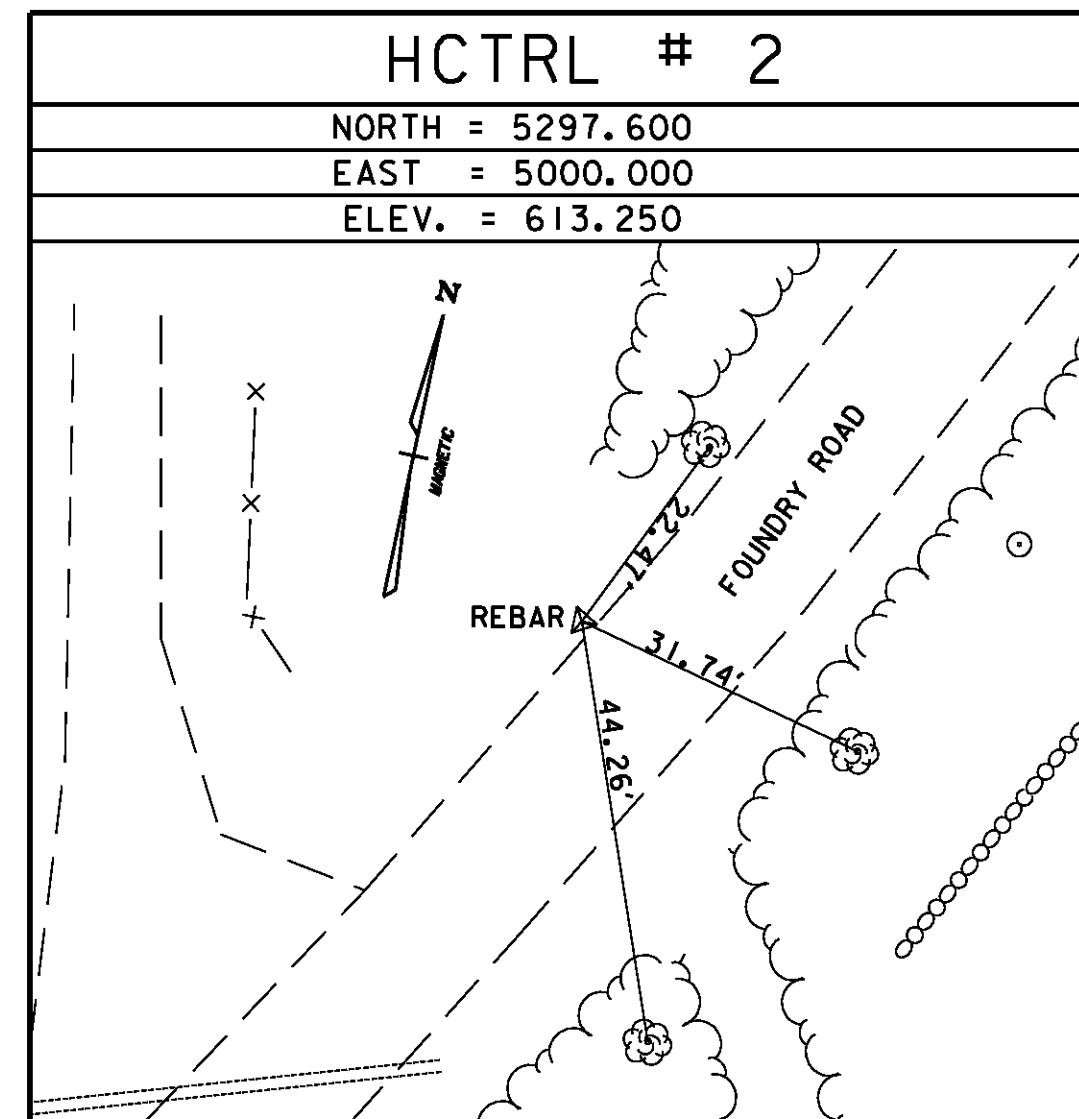 HCTRL # 2
NORTH = 5297.600
EAST = 5000.000
ELEV. = 613.250
N
MAGNETIC
FOUNDRY ROAD
22.47'
REBAR
31.74'
44.26'